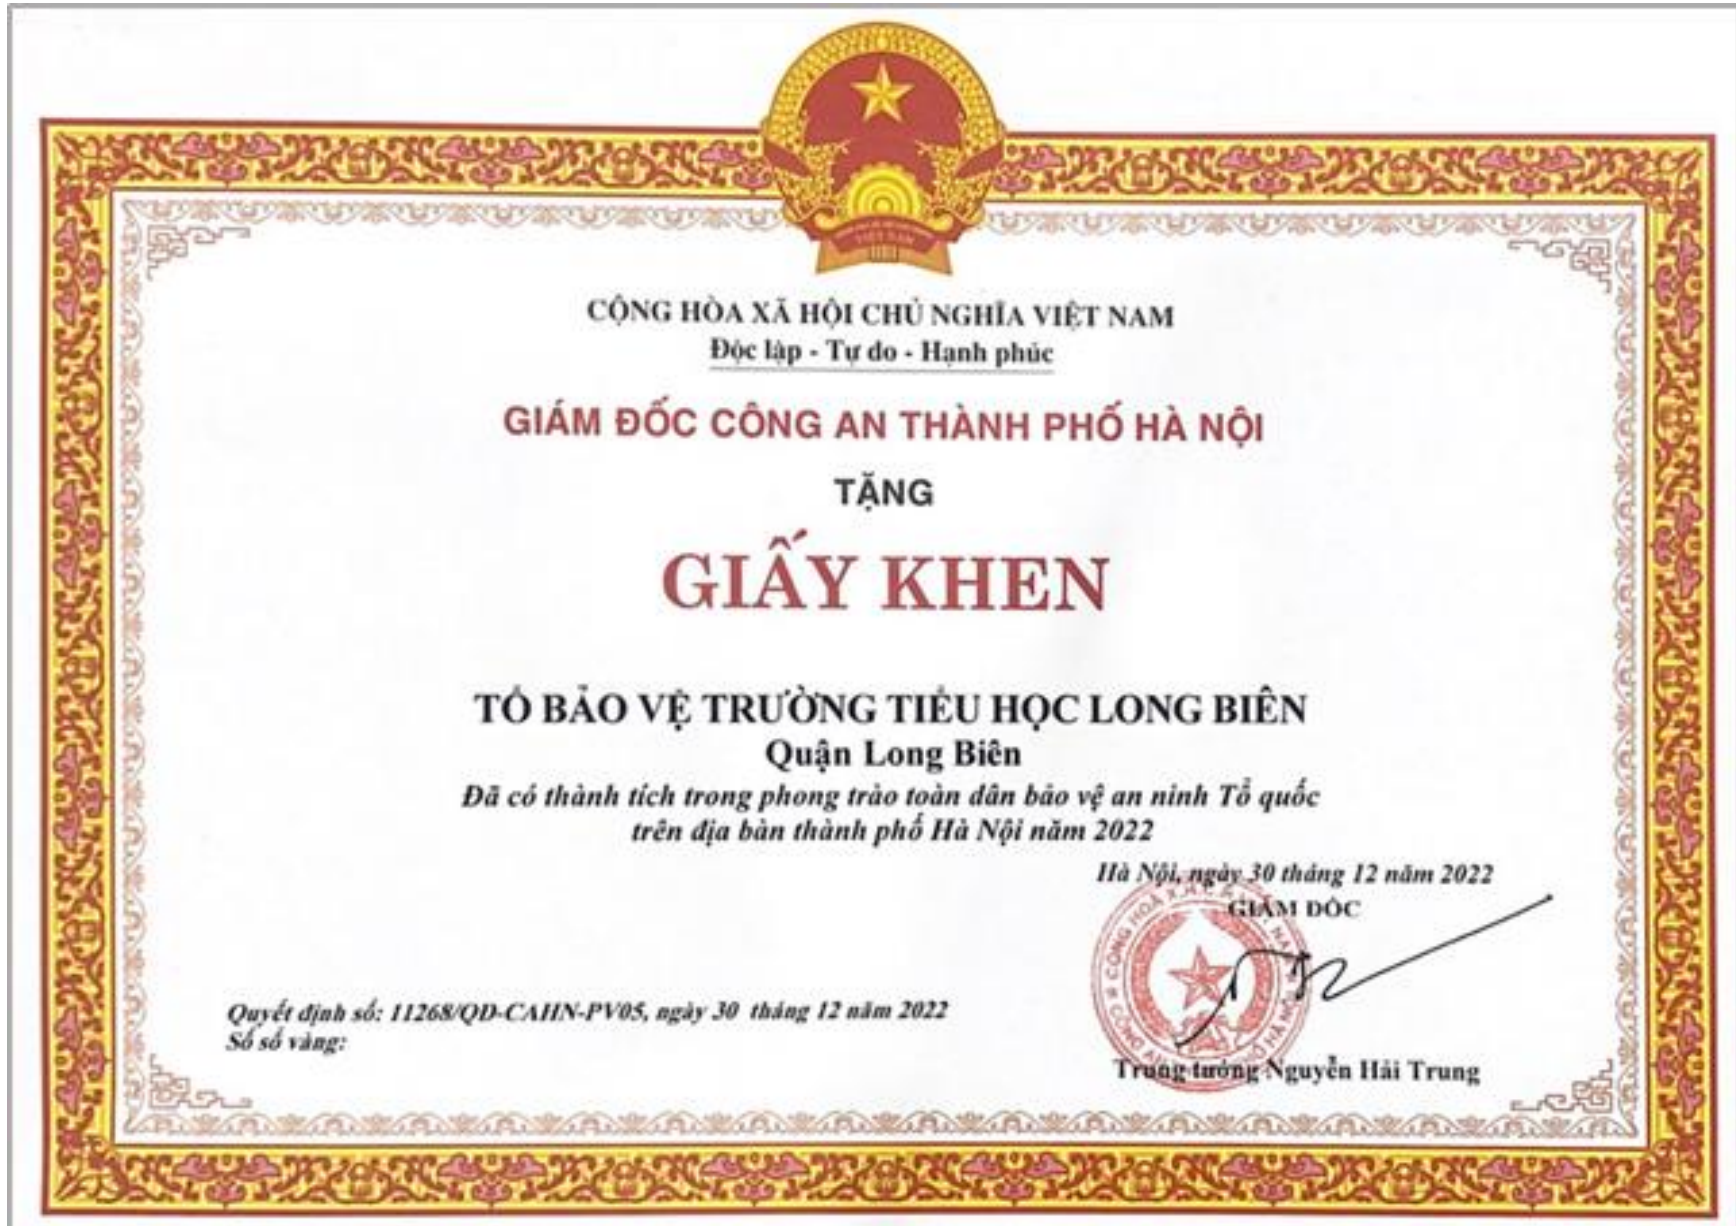 CỘNG HÒA XÃ HỘI CHỦ NGHĨA VIỆT NAM
Độc lập - Tự do - Hạnh phúc
GIÁM ĐỐC CÔNG AN THÀNH PHỐ HÀ NỘI
TẶNG
GIẤY KHEN
TỔ BẢO VỆ TRƯỜNG TIỂU HỌC LONG BIÊN
Quận Long Biên
Đã có thành tích trong phong trào toàn dân bảo vệ an ninh Tổ quốc
trên địa bàn thành phố Hà Nội năm 2022
Hà Nội, ngày 30 tháng 12 năm 2022
GIÁM ĐỐC
Quyết định số: 11268/QĐ-CAHN-PV05, ngày 30 tháng 12 năm 2022
Số sổ vàng:
Trung tướng Nguyễn Hải Trung